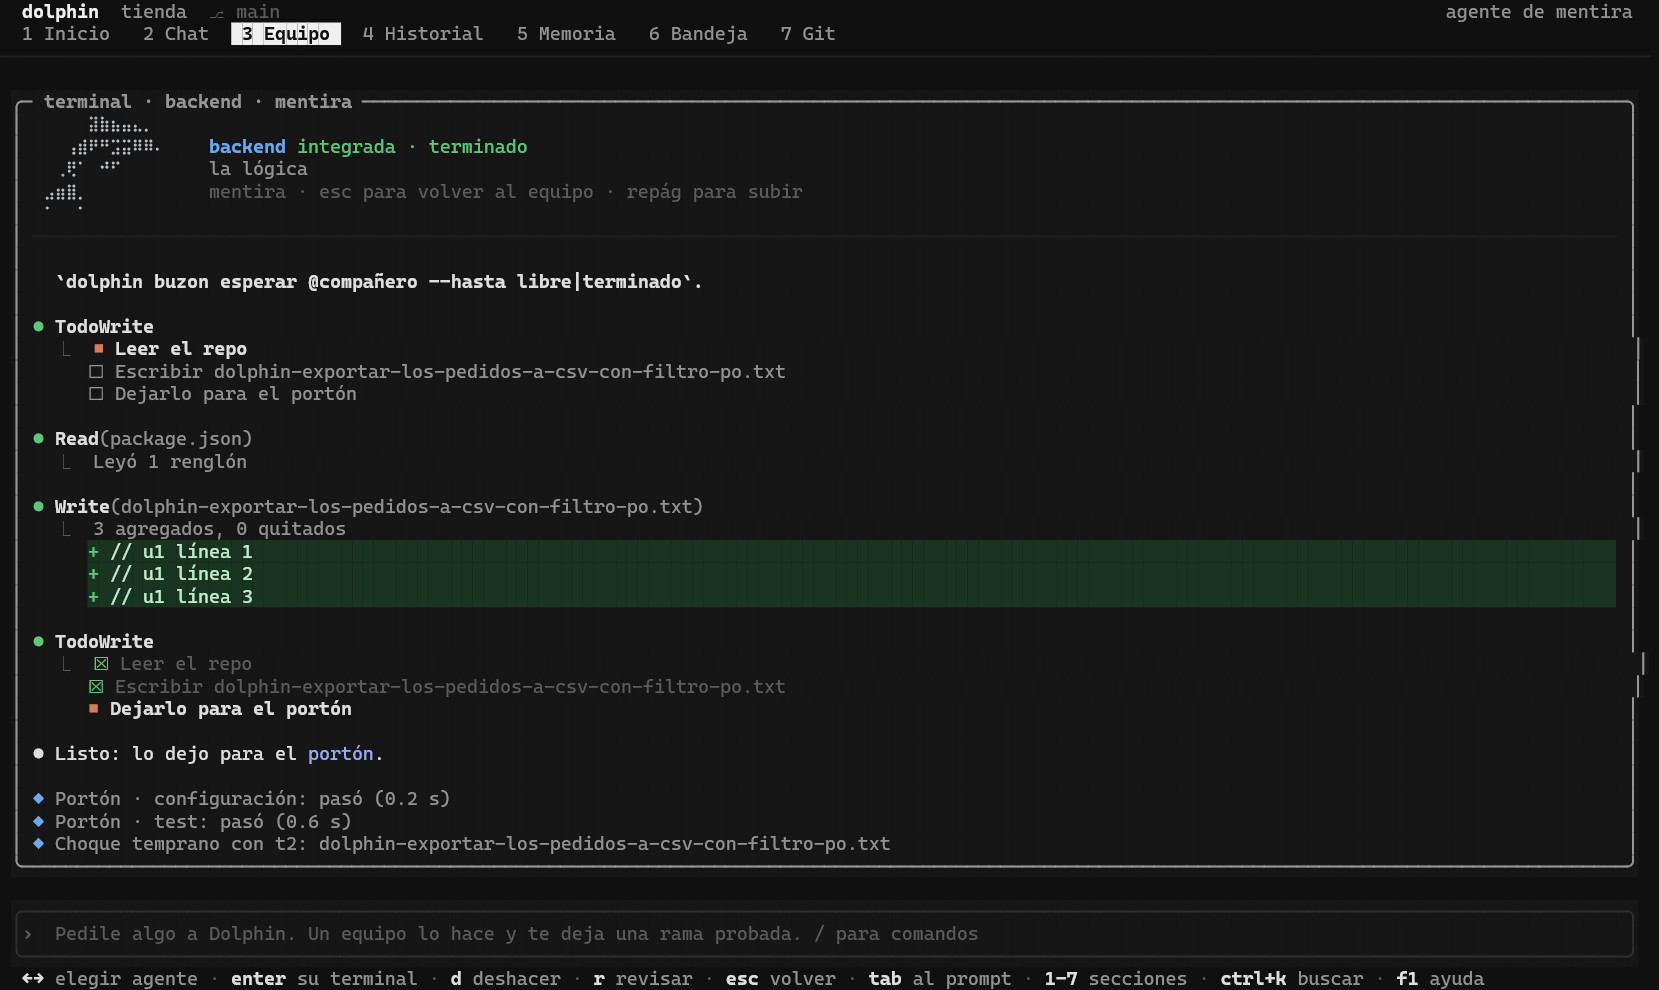 dolphin tienda ⎇ main agente de mentira
1 Inicio 2 Chat 3 Equipo 4 Historial 5 Memoria 6 Bandeja 7 Git
terminal · backend · mentira
backend integrada · terminado
la lógica
mentira · esc para volver al equipo · repág para subir
`dolphin buzon esperar @compañero --hasta libre|terminado`.
● TodoWrite
⎿ ■ Leer el repo
☐ Escribir dolphin-exportar-los-pedidos-a-csv-con-filtro-po.txt
☐ Dejarlo para el portón
● Read(package.json)
⎿ Leyó 1 renglón
● Write(dolphin-exportar-los-pedidos-a-csv-con-filtro-po.txt)
⎿ 3 agregados, 0 quitados
+ // u1 línea 1
+ // u1 línea 2
+ // u1 línea 3
● TodoWrite
⎿ ☒ Leer el repo
☒ Escribir dolphin-exportar-los-pedidos-a-csv-con-filtro-po.txt
■ Dejarlo para el portón
● Listo: lo dejo para el portón.
◆ Portón · configuración: pasó (0.2 s)
◆ Portón · test: pasó (0.6 s)
◆ Choque temprano con t2: dolphin-exportar-los-pedidos-a-csv-con-filtro-po.txt
› Pedile algo a Dolphin. Un equipo lo hace y te deja una rama probada. / para comandos
↔ elegir agente · enter su terminal · d deshacer · r revisar · esc volver · tab al prompt · 1-7 secciones · ctrl+k buscar · f1 ayuda